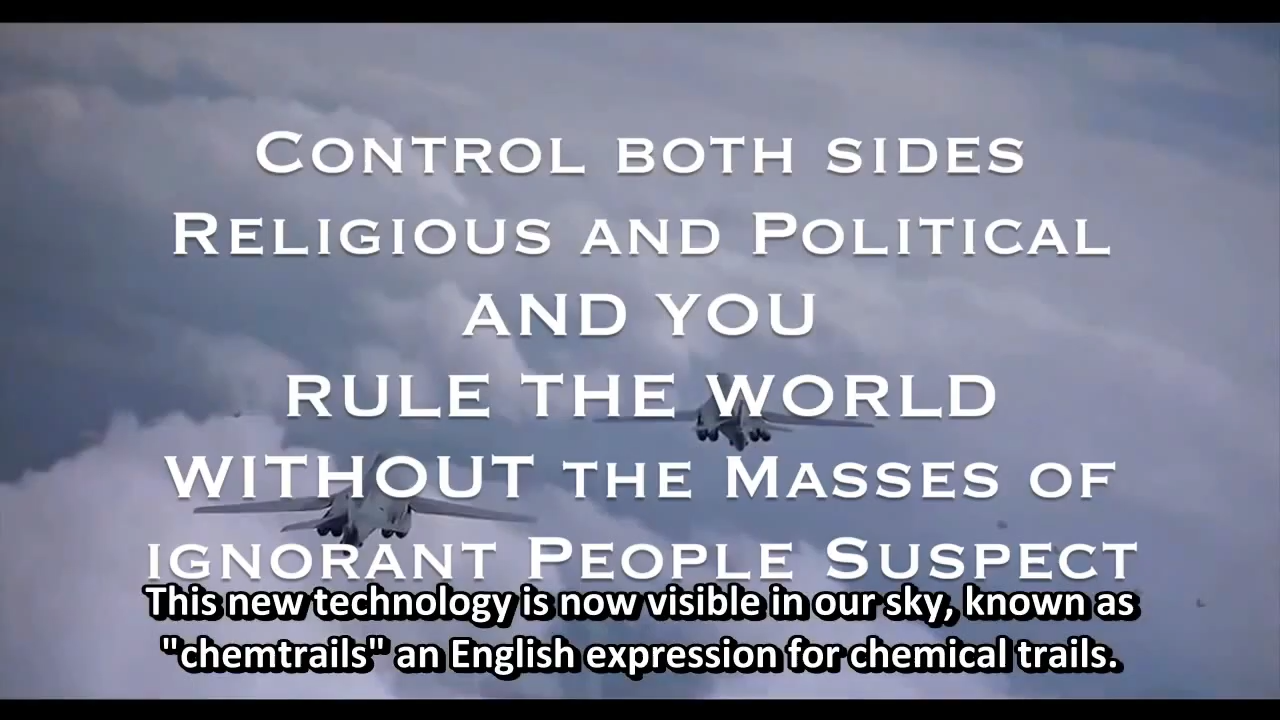 Control both sides
Religious and Political
and you
rule the world
WITHOUT the Masses of
ignorant People Suspect
This new technology is now visible in our sky, known as
"chemtrails" an English expression for chemical trails.